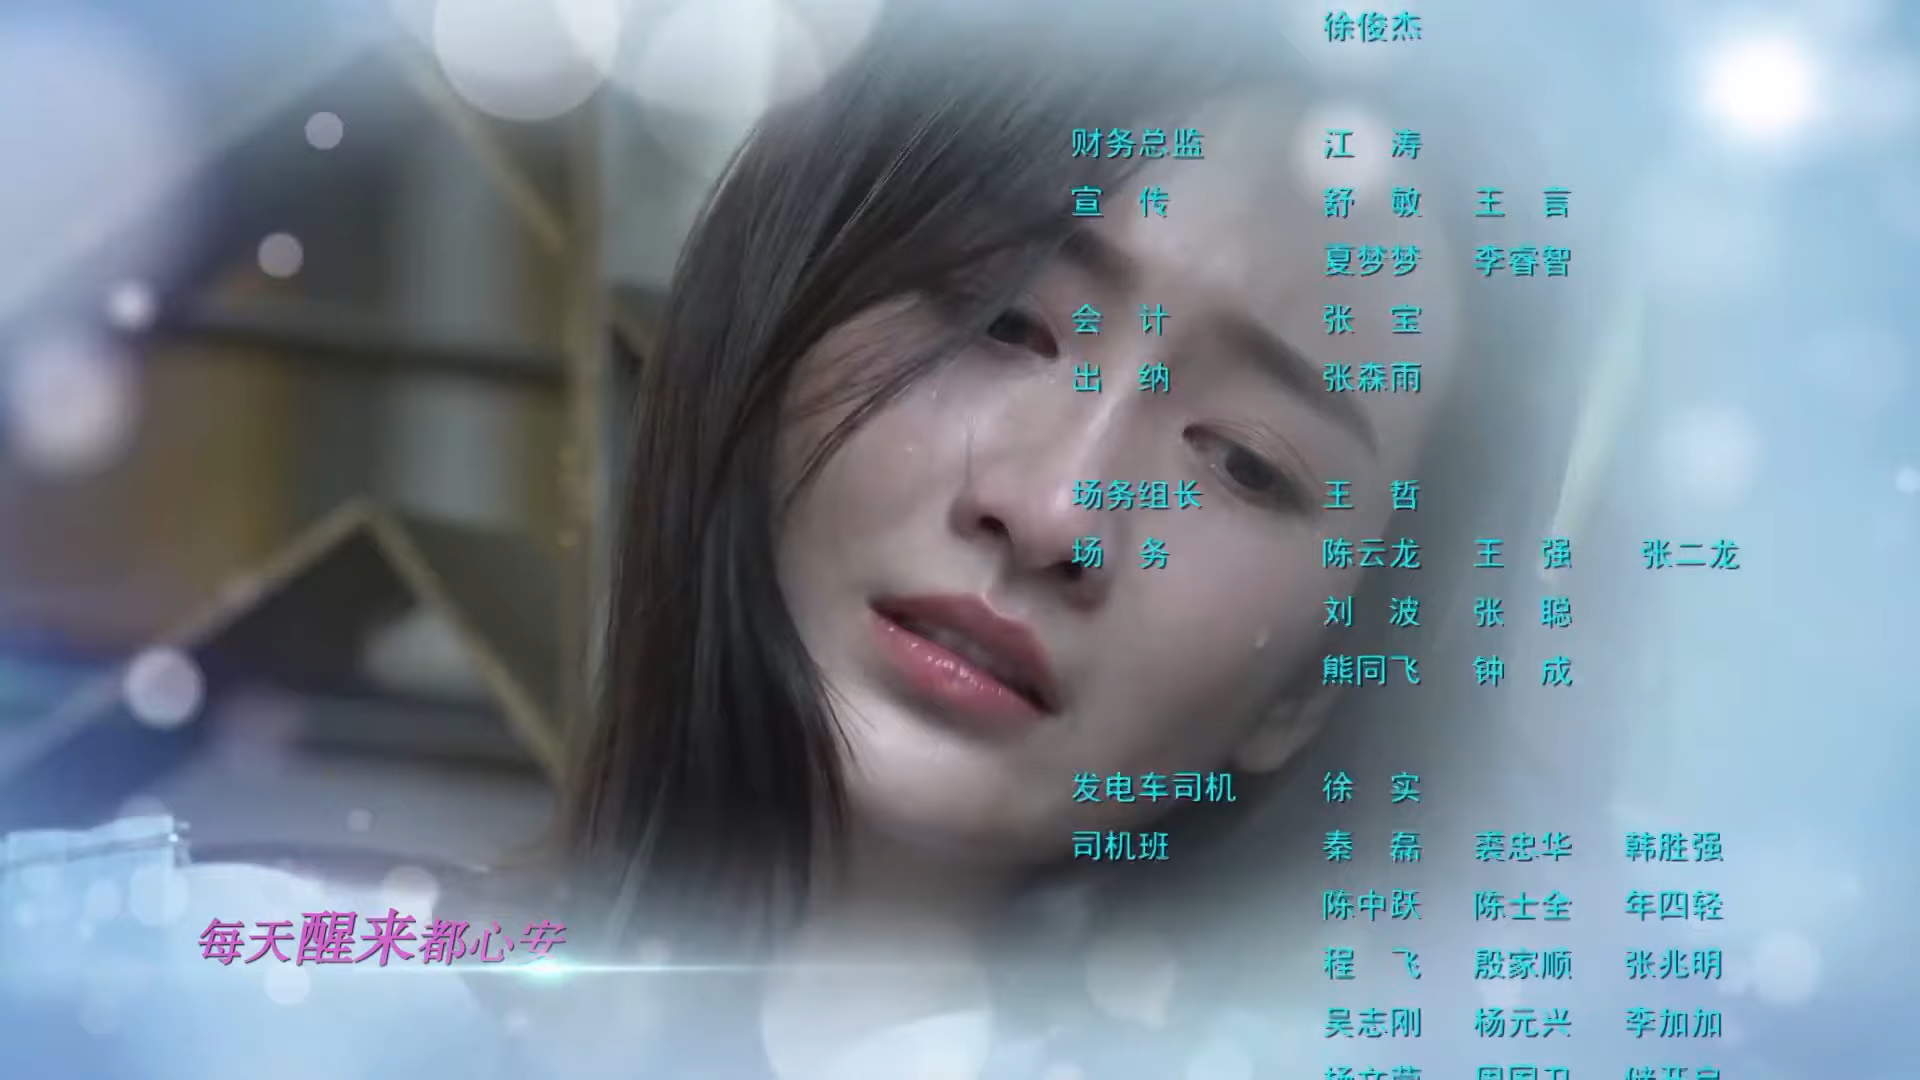 徐俊杰
财务总监 江 涛
宣 传 舒 敏 王 言
夏梦梦 李睿智
会 计 张 宝
出 纳 张森雨
场务组长 王 哲
场 务 陈云龙 王 强 张二龙
刘 波 张 聪
熊同飞 钟 成
发电车司机 徐 实
司机班 秦 磊 裘忠华 韩胜强
陈中跃 陈士全 年四轻
程 飞 殷家顺 张兆明
吴志刚 杨元兴 李加加
每天醒来都心安